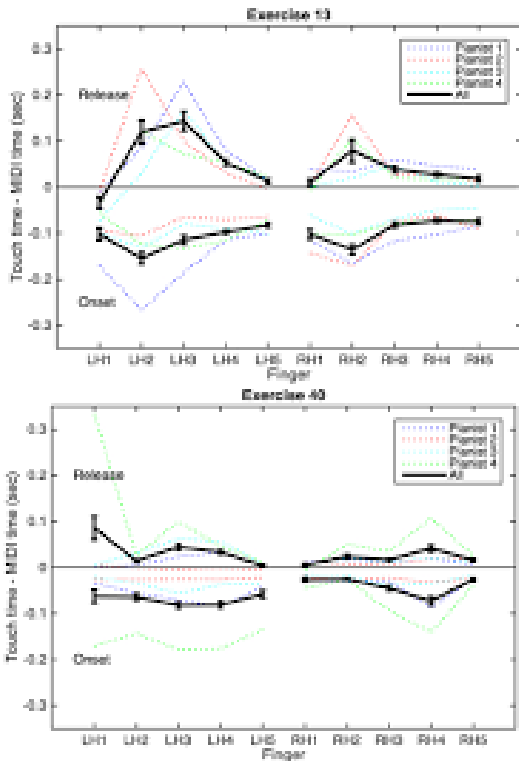 Exercise 13
0.3
0.2
0.1
0
-0.1
-0.2
-0.3
Touch time - MIDI time (sec)
Release
Onset
Pianist 1
Pianist 2
Pianist 3
Pianist 4
All
LH1 LH2 LH3 LH4 LH5 RH1 RH2 RH3 RH4 RH5
Finger
Exercise 40
0.3
0.2
0.1
0
-0.1
-0.2
-0.3
Touch time - MIDI time (sec)
Release
Onset
Pianist 1
Pianist 2
Pianist 3
Pianist 4
All
LH1 LH2 LH3 LH4 LH5 RH1 RH2 RH3 RH4 RH5
Finger